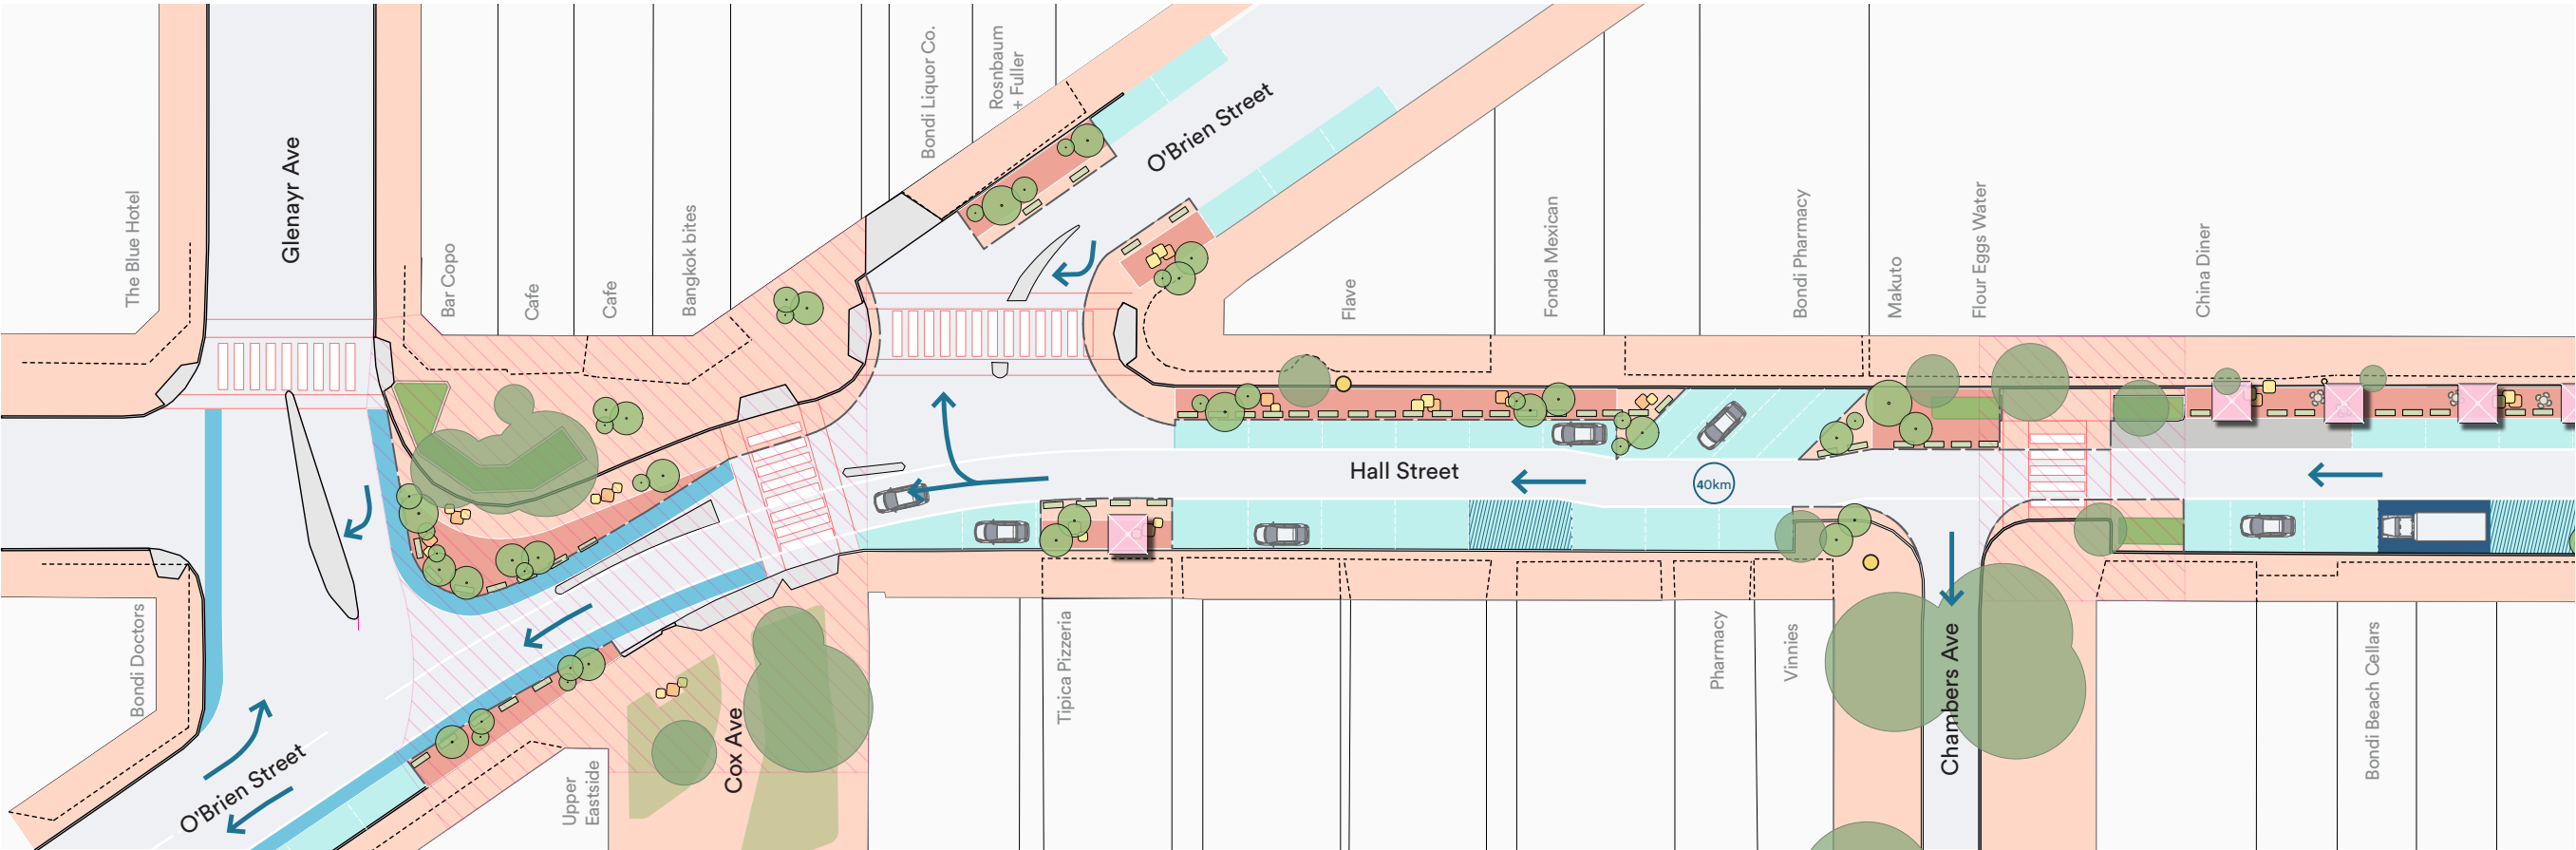 The Blue Hotel
Glenayr Ave
Bar Copo
Cafe
Cafe
Bangkok bites
Bondi Liquor Co.
Rosnbaum
+ Fuller
O'Brien Street
Flave
Fonda Mexican
Bondi Pharmacy
Makuto
Flour Eggs Water
China Diner
Hall Street
40km
Bondi Doctors
O'Brien Street
Upper
Eastside
Cox Ave
Tipica Pizzeria
Pharmacy
Vinnies
Chambers Ave
Bondi Beach Cellars